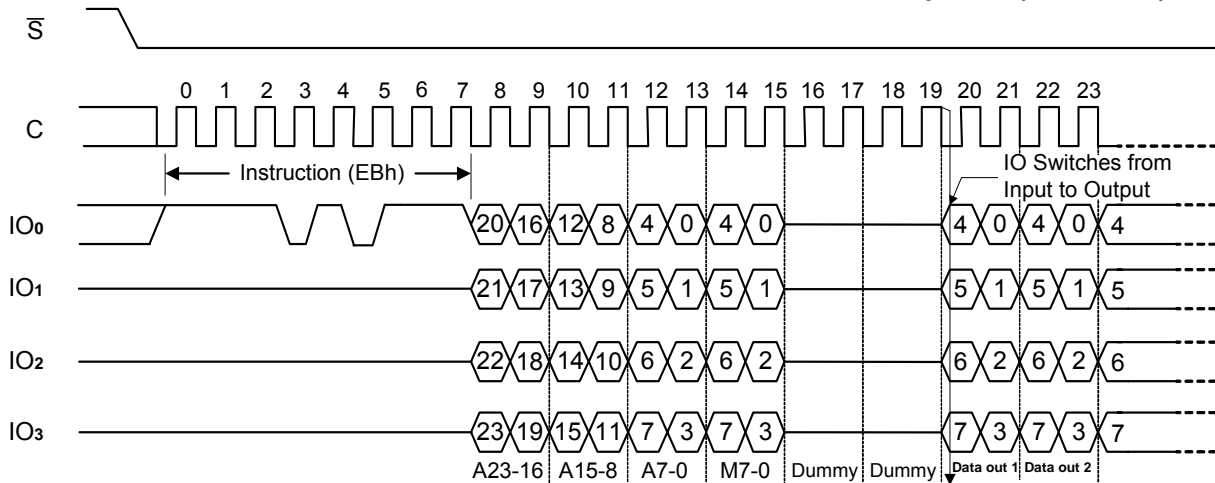 S
0 1 2 3 4 5 6 7 8 9 10 11 12 13 14 15 16 17 18 19 20 21 22 23
C
Instruction (EBh)
IO Switches from
Input to Output
IO0 20 16 12 8 4 0 4 0 4 0 4 0 4
IO1 21 17 13 9 5 1 5 1 5 1 5 1 5
IO2 22 18 14 10 6 2 6 2 6 2 6 2 6
IO3 23 19 15 11 7 3 7 3 7 3 7 3 7
A23-16 A15-8 A7-0 M7-0 Dummy Dummy Data out 1 Data out 2